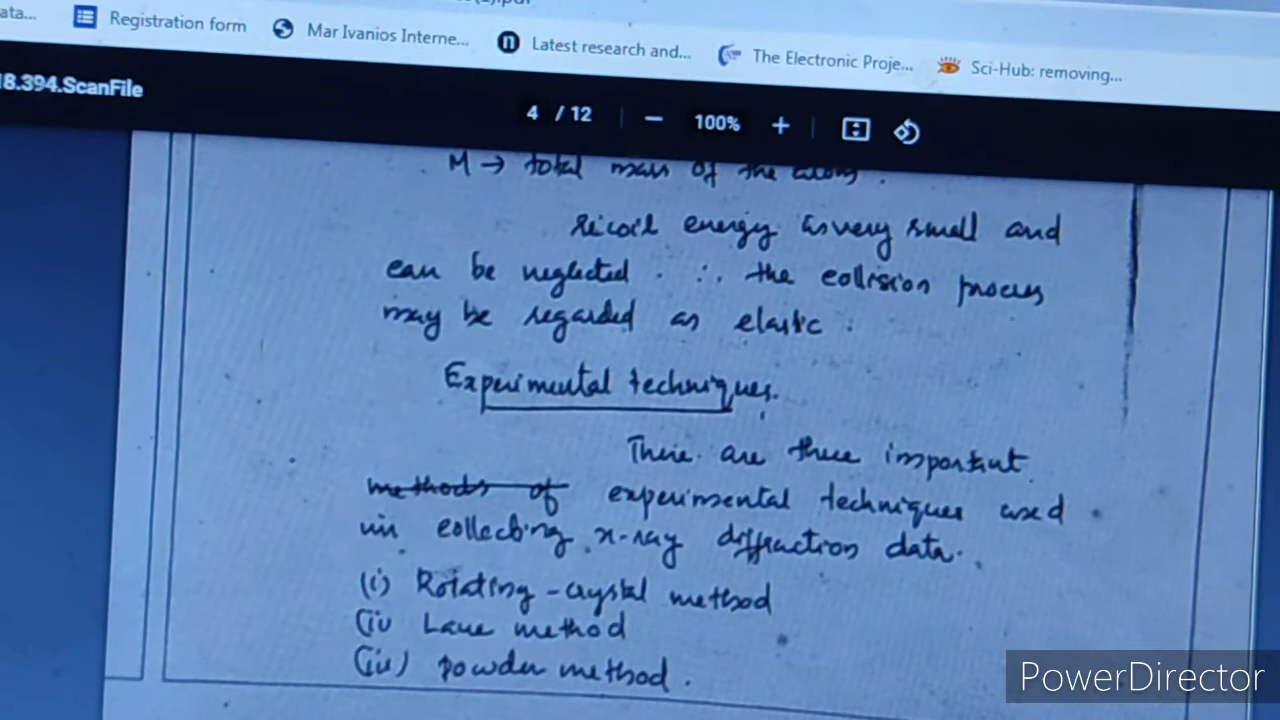 ata...
Registration form
Mar Ivanios Interne...
Latest research and...
The Electronic Proje...
Sci-Hub: removing...
18.394.ScanFile
4 / 12
100%
M → total mass of the atom.
Recoil energy is very small and
can be neglected. ∴ the collision process
may be regarded as elastic.
Experimental techniques.
There are three important
methods of experimental techniques used
in collecting x-ray diffraction data.
(i) Rotating-crystal method
(ii) Laue method
(iii) powder method.
PowerDirector